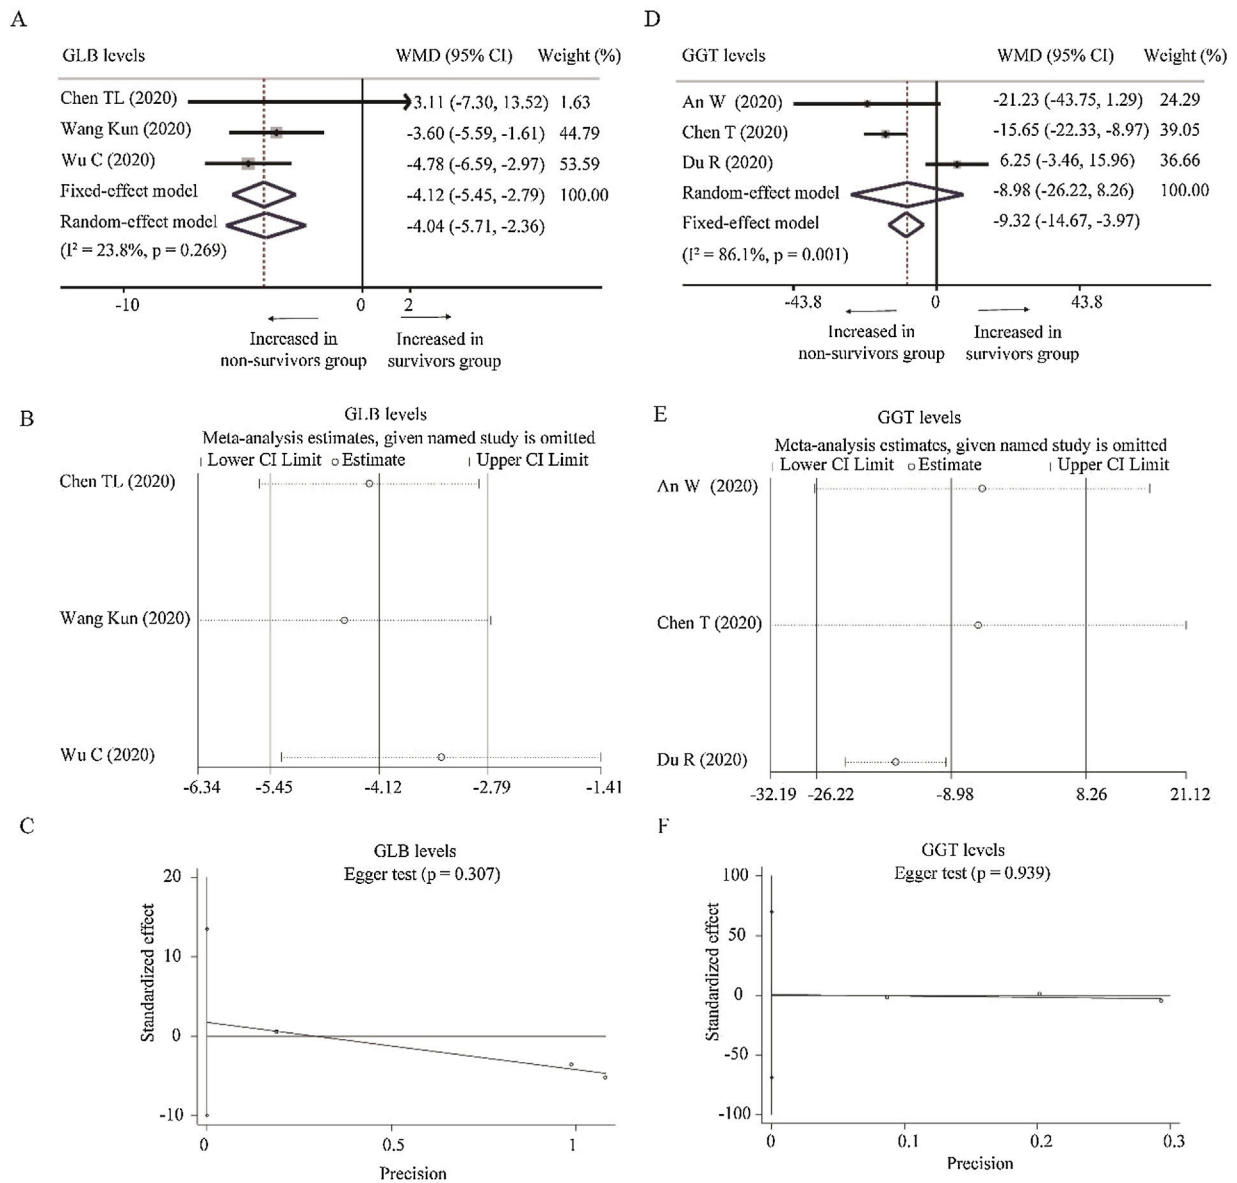 A
GLB levels WMD (95% CI) Weight (%)
Chen TL (2020) 3.11 (-7.30, 13.52) 1.63
Wang Kun (2020) -3.60 (-5.59, -1.61) 44.79
Wu C (2020) -4.78 (-6.59, -2.97) 53.59
Fixed-effect model -4.12 (-5.45, -2.79) 100.00
Random-effect model -4.04 (-5.71, -2.36)
(I² = 23.8%, p = 0.269)
-10 0 2
Increased in non-survivors group
Increased in survivors group
D
GGT levels WMD (95% CI) Weight (%)
An W (2020) -21.23 (-43.75, 1.29) 24.29
Chen T (2020) -15.65 (-22.33, -8.97) 39.05
Du R (2020) 6.25 (-3.46, 15.96) 36.66
Random-effect model -8.98 (-26.22, 8.26) 100.00
Fixed-effect model -9.32 (-14.67, -3.97)
(I² = 86.1%, p = 0.001)
-43.8 0 43.8
Increased in non-survivors group
Increased in survivors group
B
GLB levels
Meta-analysis estimates, given named study is omitted
Lower CI Limit Estimate Upper CI Limit
Chen TL (2020)
Wang Kun (2020)
Wu C (2020)
-6.34 -5.45 -4.12 -2.79 -1.41
E
GGT levels
Meta-analysis estimates, given named study is omitted
Lower CI Limit Estimate Upper CI Limit
An W (2020)
Chen T (2020)
Du R (2020)
-32.19 -26.22 -8.98 8.26 21.12
C
GLB levels
Egger test (p = 0.307)
Standardized effect
20
10
0
-10
0 0.5 1
Precision
F
GGT levels
Egger test (p = 0.939)
Standardized effect
100
50
0
-50
-100
0 0.1 0.2 0.3
Precision